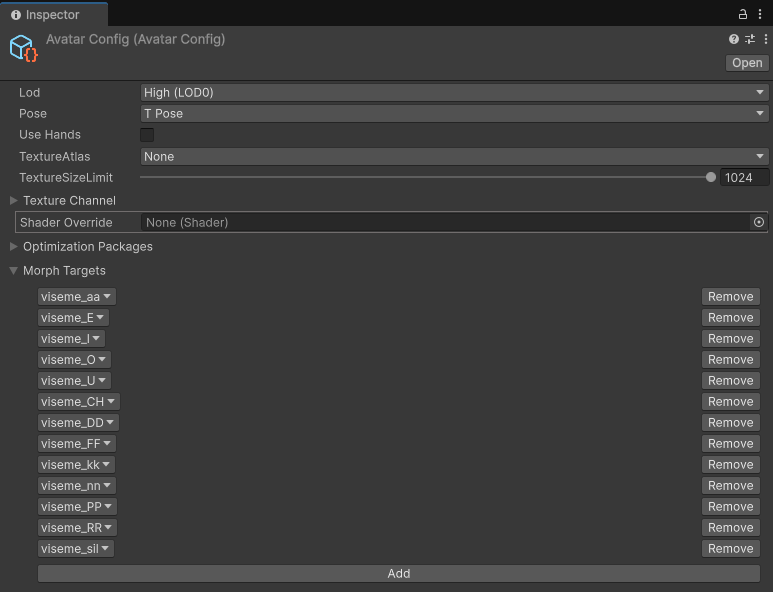 Inspector
Avatar Config (Avatar Config)
Open
Lod High (LOD0)
Pose T Pose
Use Hands
TextureAtlas None
TextureSizeLimit 1024
Texture Channel
Shader Override None (Shader)
Optimization Packages
Morph Targets
viseme_aa Remove
viseme_E Remove
viseme_I Remove
viseme_O Remove
viseme_U Remove
viseme_CH Remove
viseme_DD Remove
viseme_FF Remove
viseme_kk Remove
viseme_nn Remove
viseme_PP Remove
viseme_RR Remove
viseme_sil Remove
Add